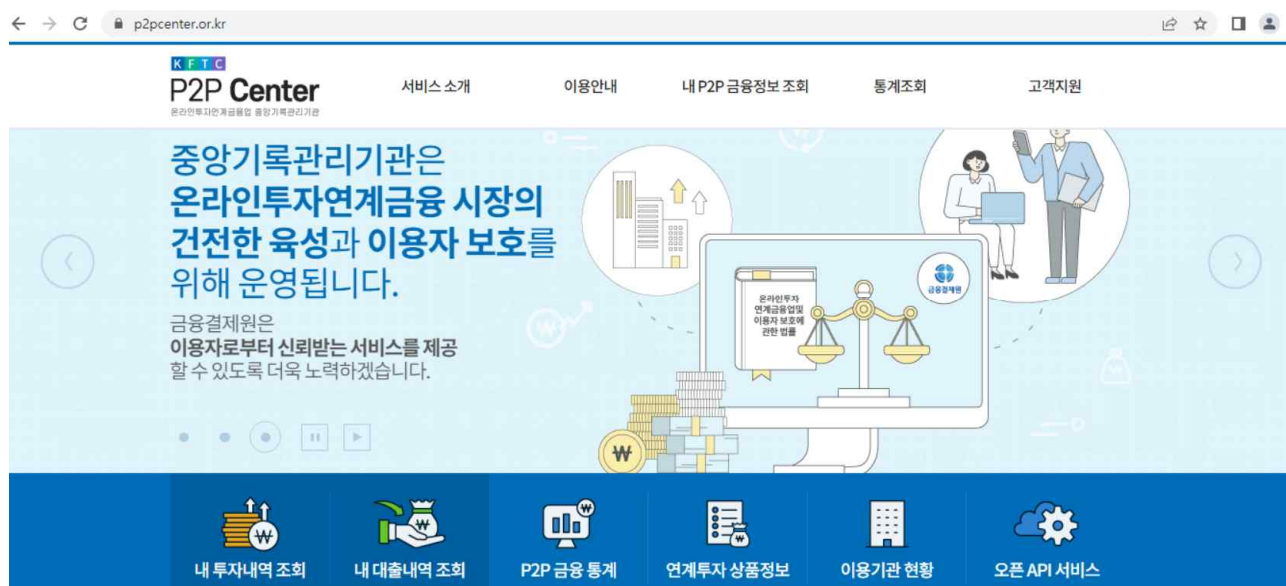 p2pcenter.or.kr
KFTC
P2P Center
온라인투자연계금융업 중앙기록관리기관
서비스 소개
이용안내
내 P2P 금융정보 조회
통계조회
고객지원
중앙기록관리기관은
온라인투자연계금융 시장의
건전한 육성과 이용자 보호를
위해 운영됩니다.
금융결제원은
이용자로부터 신뢰받는 서비스를 제공
할 수 있도록 더욱 노력하겠습니다.
온라인투자
연계금융업및
이용자 보호에
관한 법률
금융결제원
₩
내 투자내역 조회
내 대출내역 조회
P2P 금융 통계
연계투자 상품정보
이용기관 현황
오픈 API 서비스